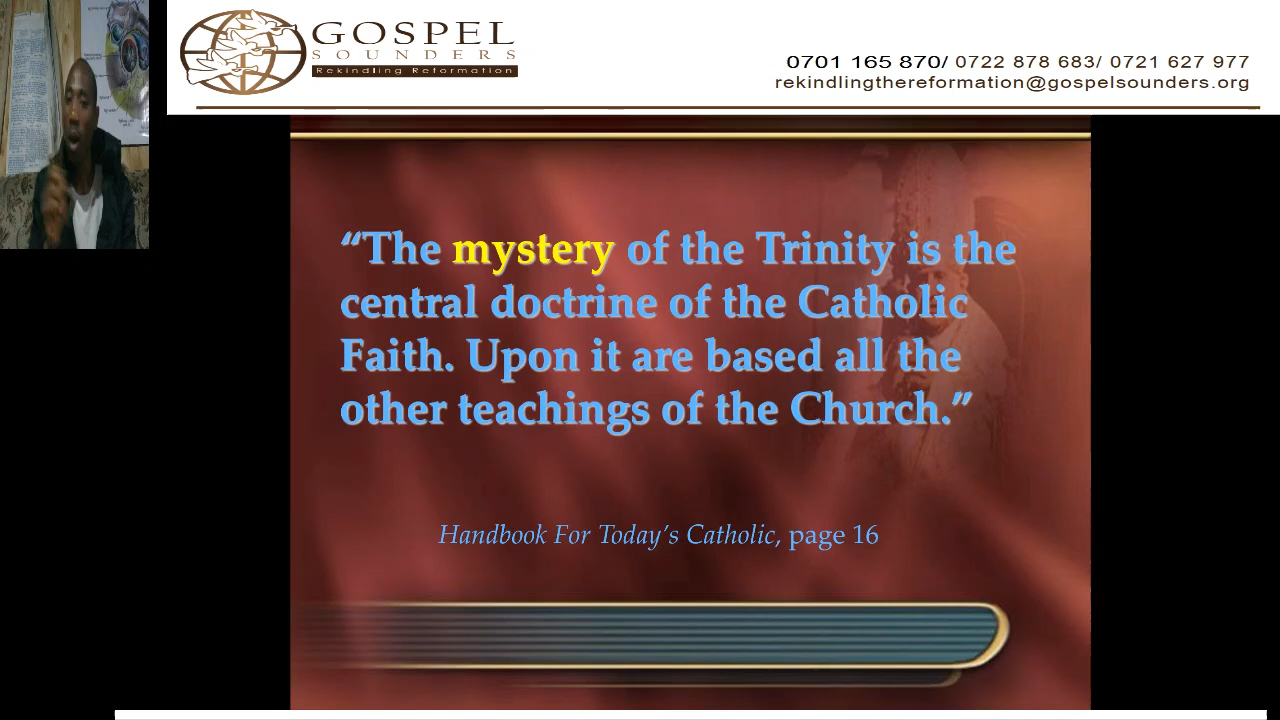 GOSPEL
SOUNDERS
Rekindling Reformation
0701 165 870/ 0722 878 683/ 0721 627 977
rekindlingthereformation@gospelsounders.org
“The mystery of the Trinity is the
central doctrine of the Catholic
Faith. Upon it are based all the
other teachings of the Church.”
Handbook For Today’s Catholic, page 16